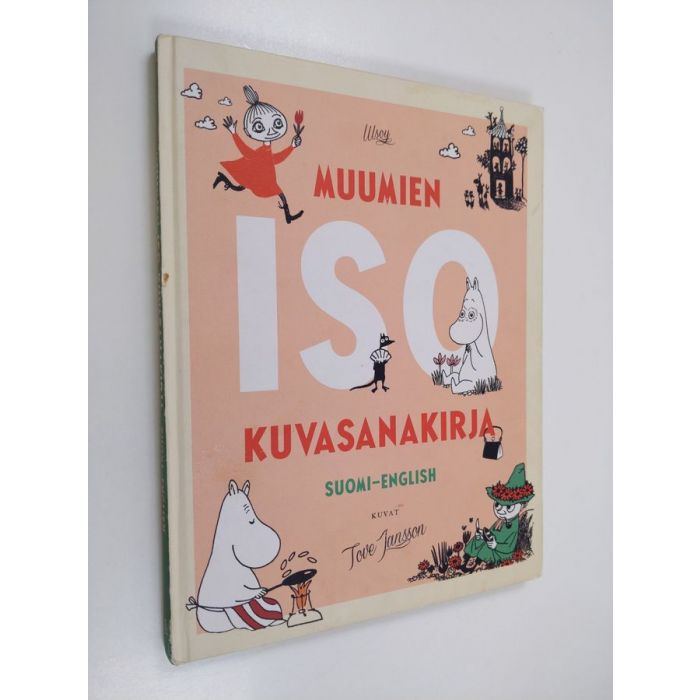 Wsoy
MUUMIEN
ISO
KUVASANAKIRJA
SUOMI–ENGLISH
KUVAT
Tove Jansson